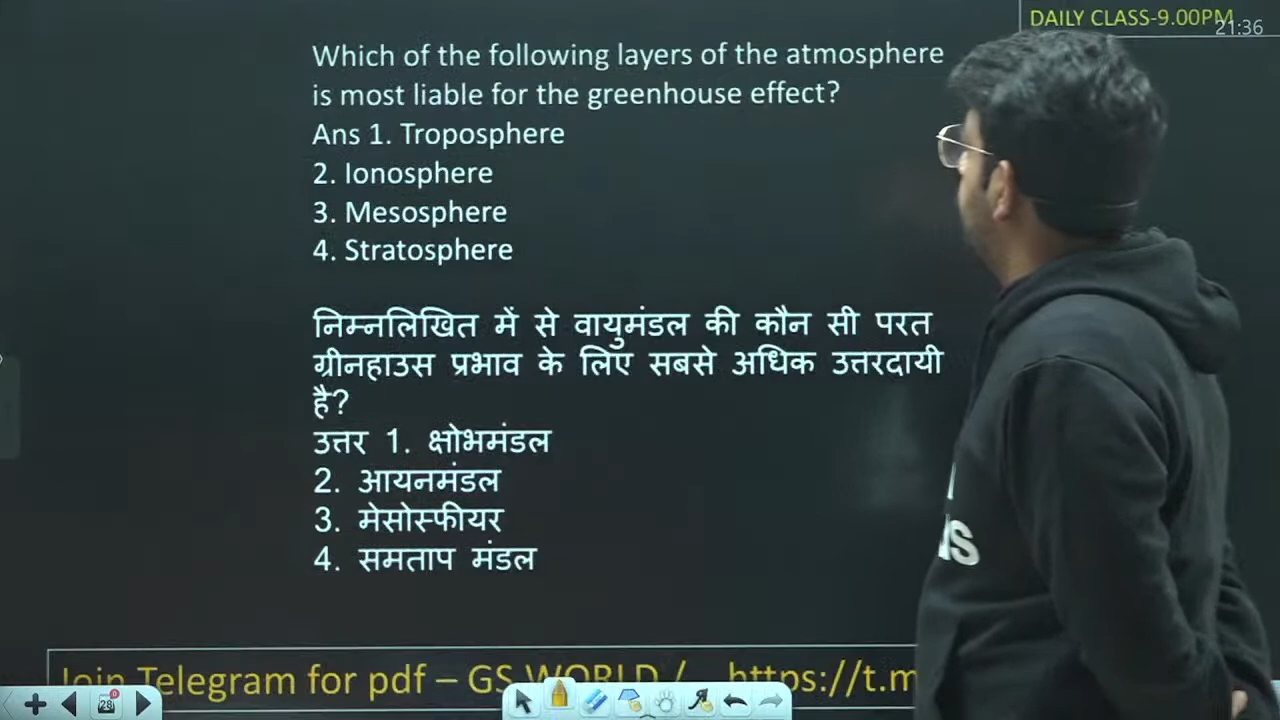 DAILY CLASS-9.00PM
21:36
Which of the following layers of the atmosphere
is most liable for the greenhouse effect?
Ans 1. Troposphere
2. Ionosphere
3. Mesosphere
4. Stratosphere
निम्नलिखित में से वायुमंडल की कौन सी परत
ग्रीनहाउस प्रभाव के लिए सबसे अधिक उत्तरदायी
है?
उत्तर 1. क्षोभमंडल
2. आयनमंडल
3. मेसोस्फीयर
4. समताप मंडल
Join Telegram for pdf – GS WORLD / https://t.m
28